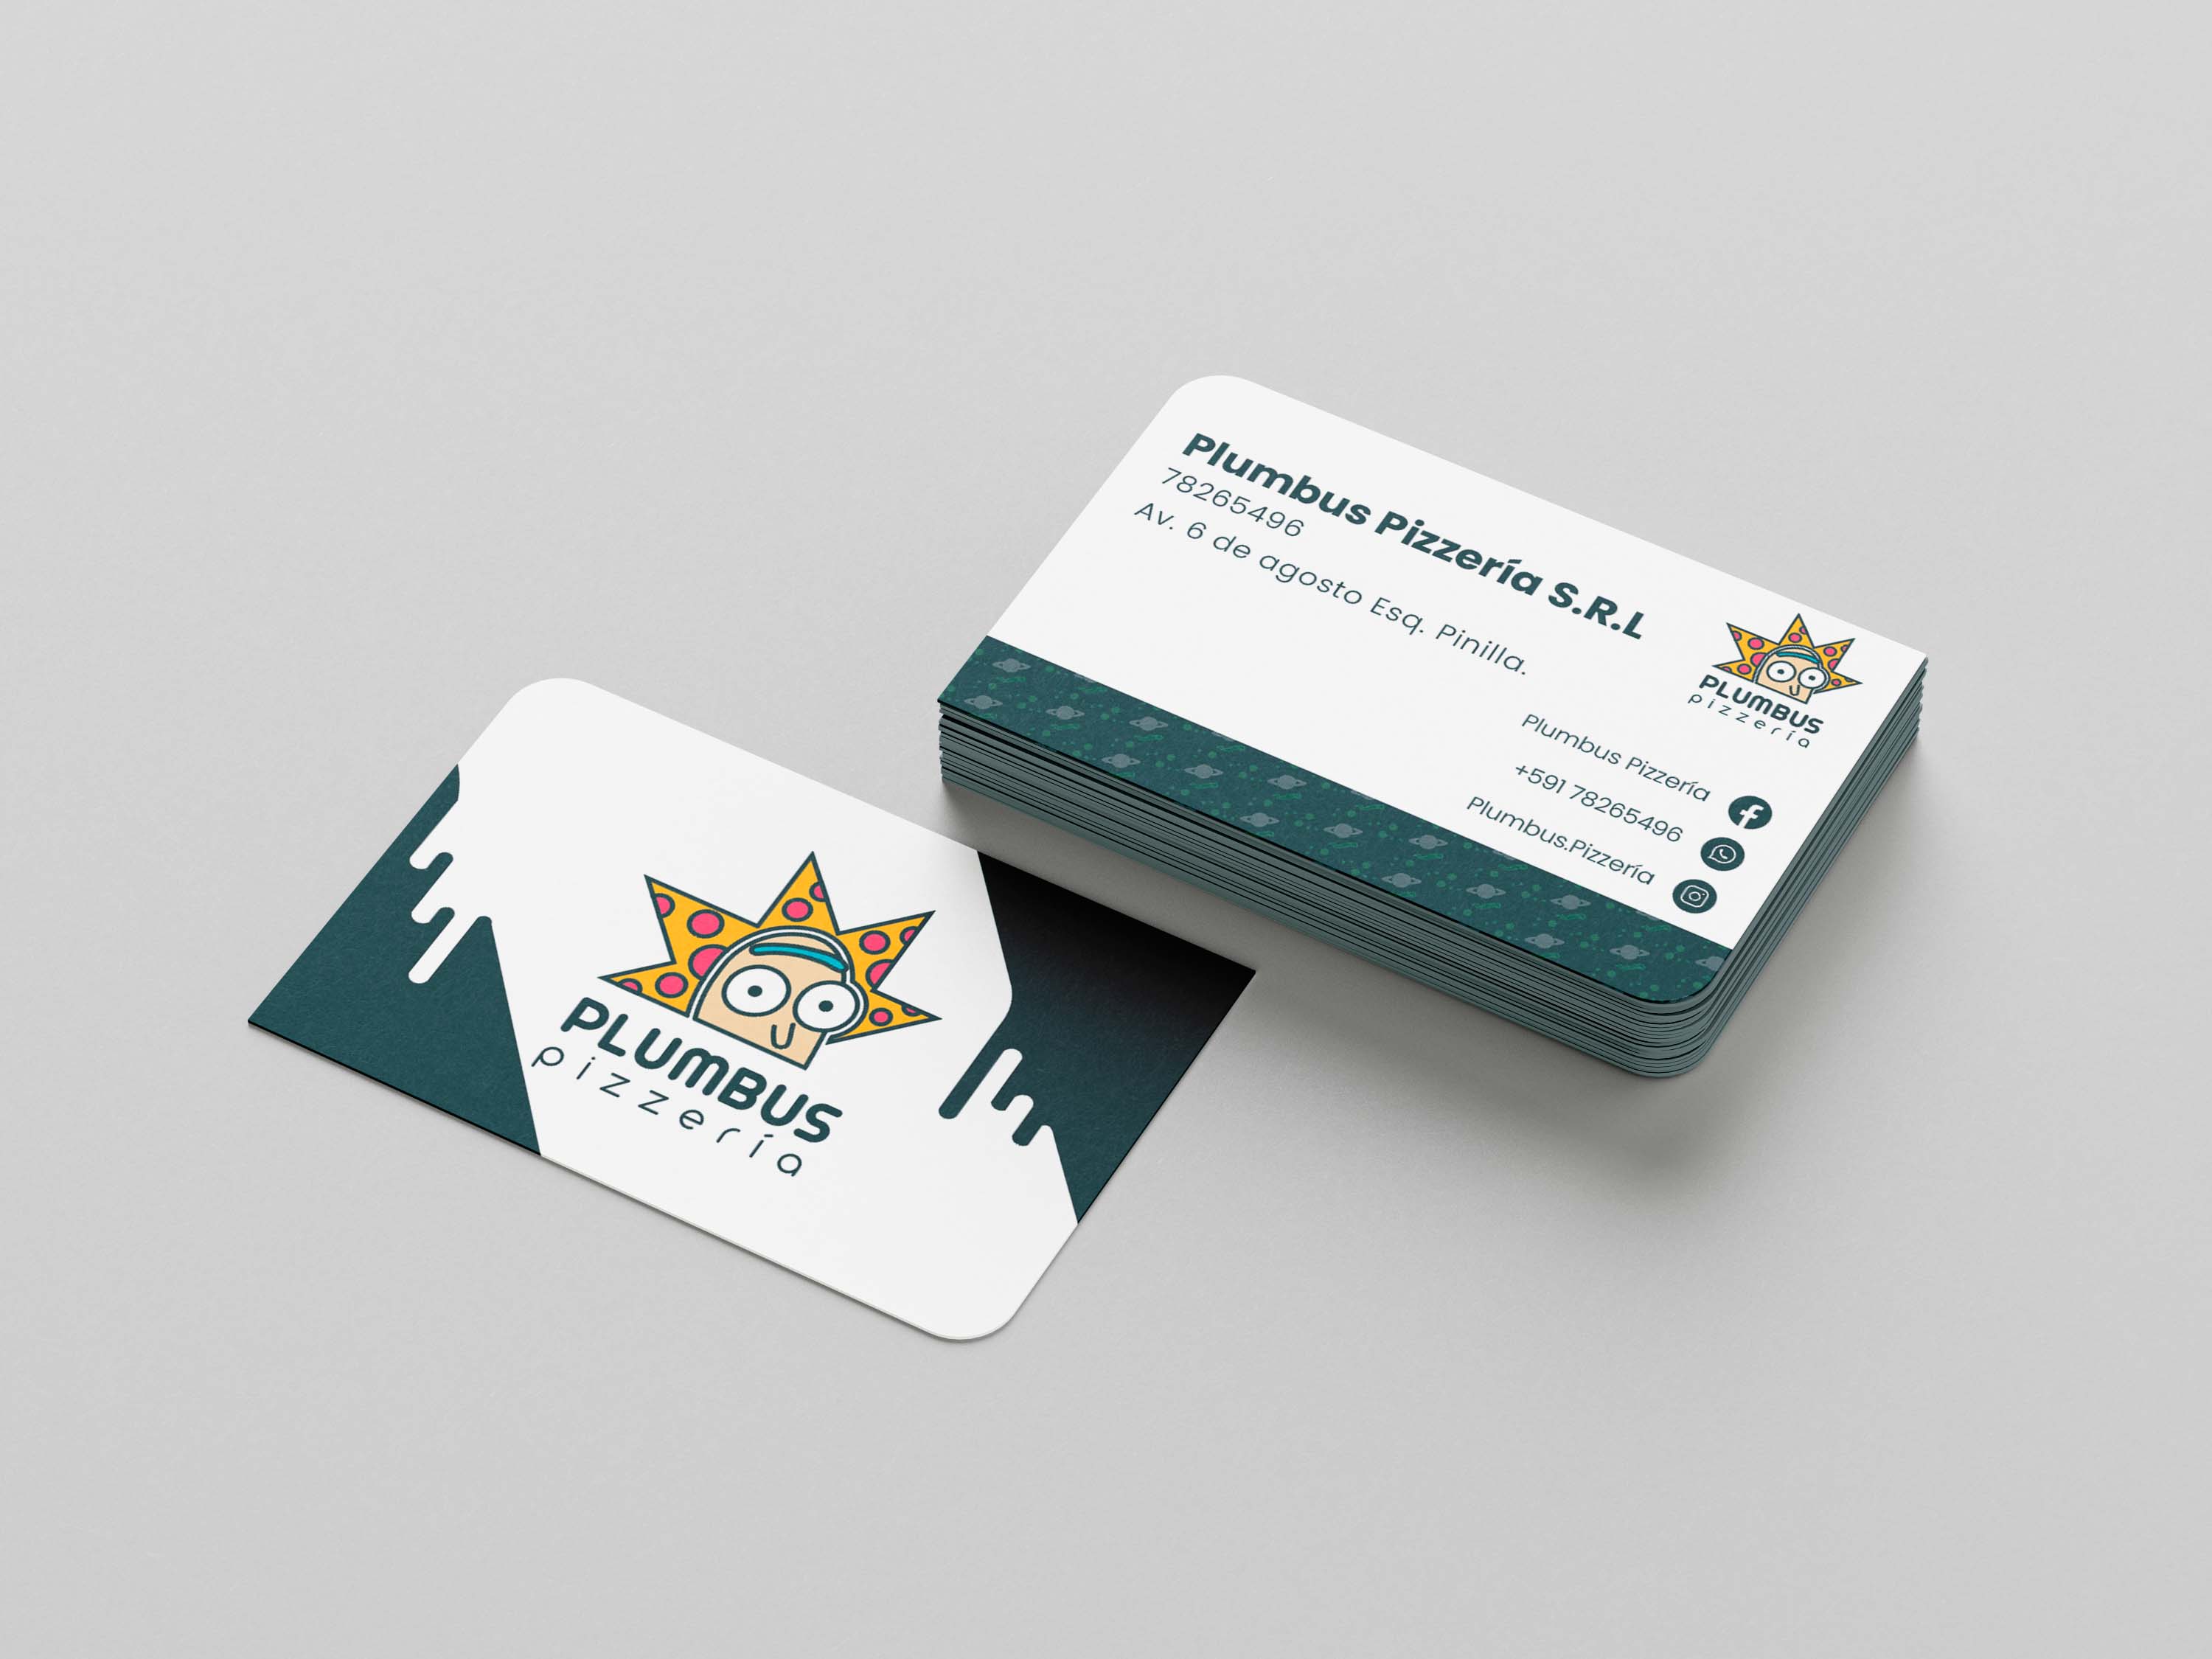 Plumbus Pizzería S.R.L
78265496
Av. 6 de agosto Esq. Pinilla.
PLUMBUS
pizzería
Plumbus Pizzería
+591 78265496
Plumbus.Pizzería
PLUMBUS
pizzería